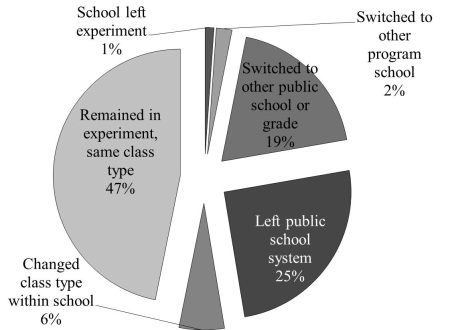 School left
experiment
1%
Switched to
other
program
school
2%
Switched to
other public
school or
grade
19%
Left public
school
system
25%
Changed
class type
within school
6%
Remained in
experiment,
same class
type
47%